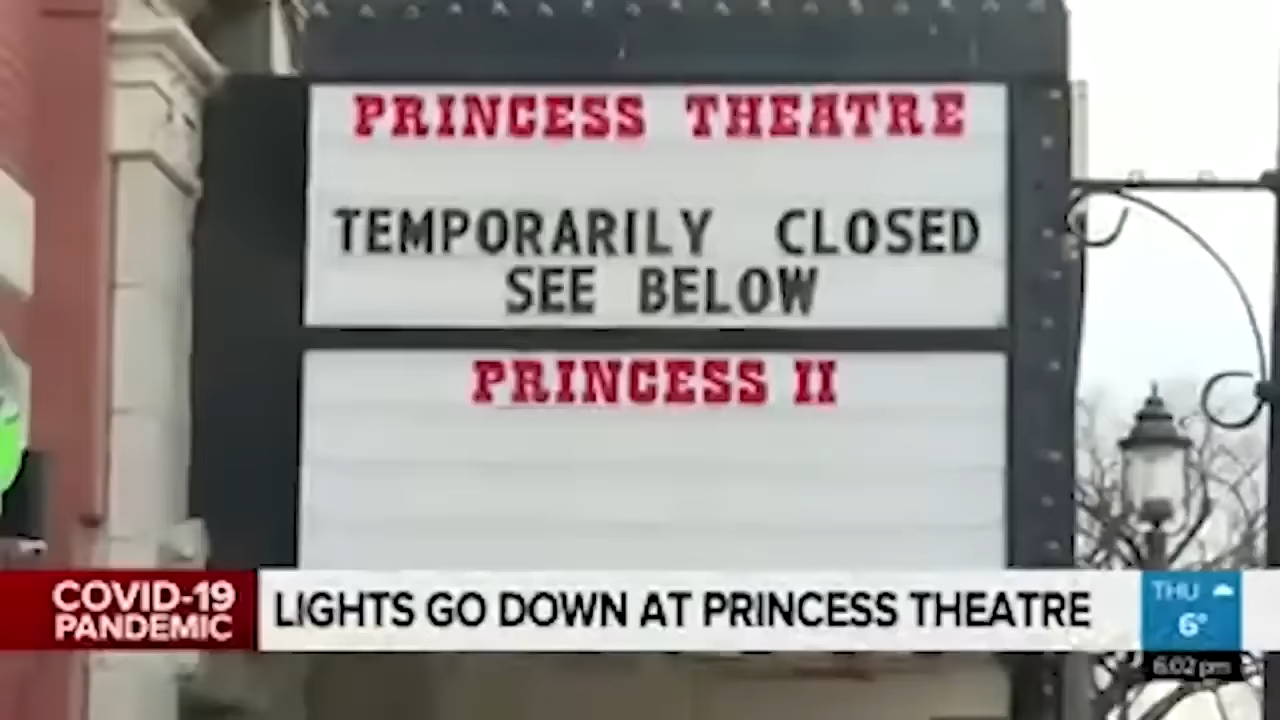 PRINCESS THEATRE
TEMPORARILY CLOSED
SEE BELOW
PRINCESS II
COVID-19
PANDEMIC
LIGHTS GO DOWN AT PRINCESS THEATRE
THU
6°
6:02 pm